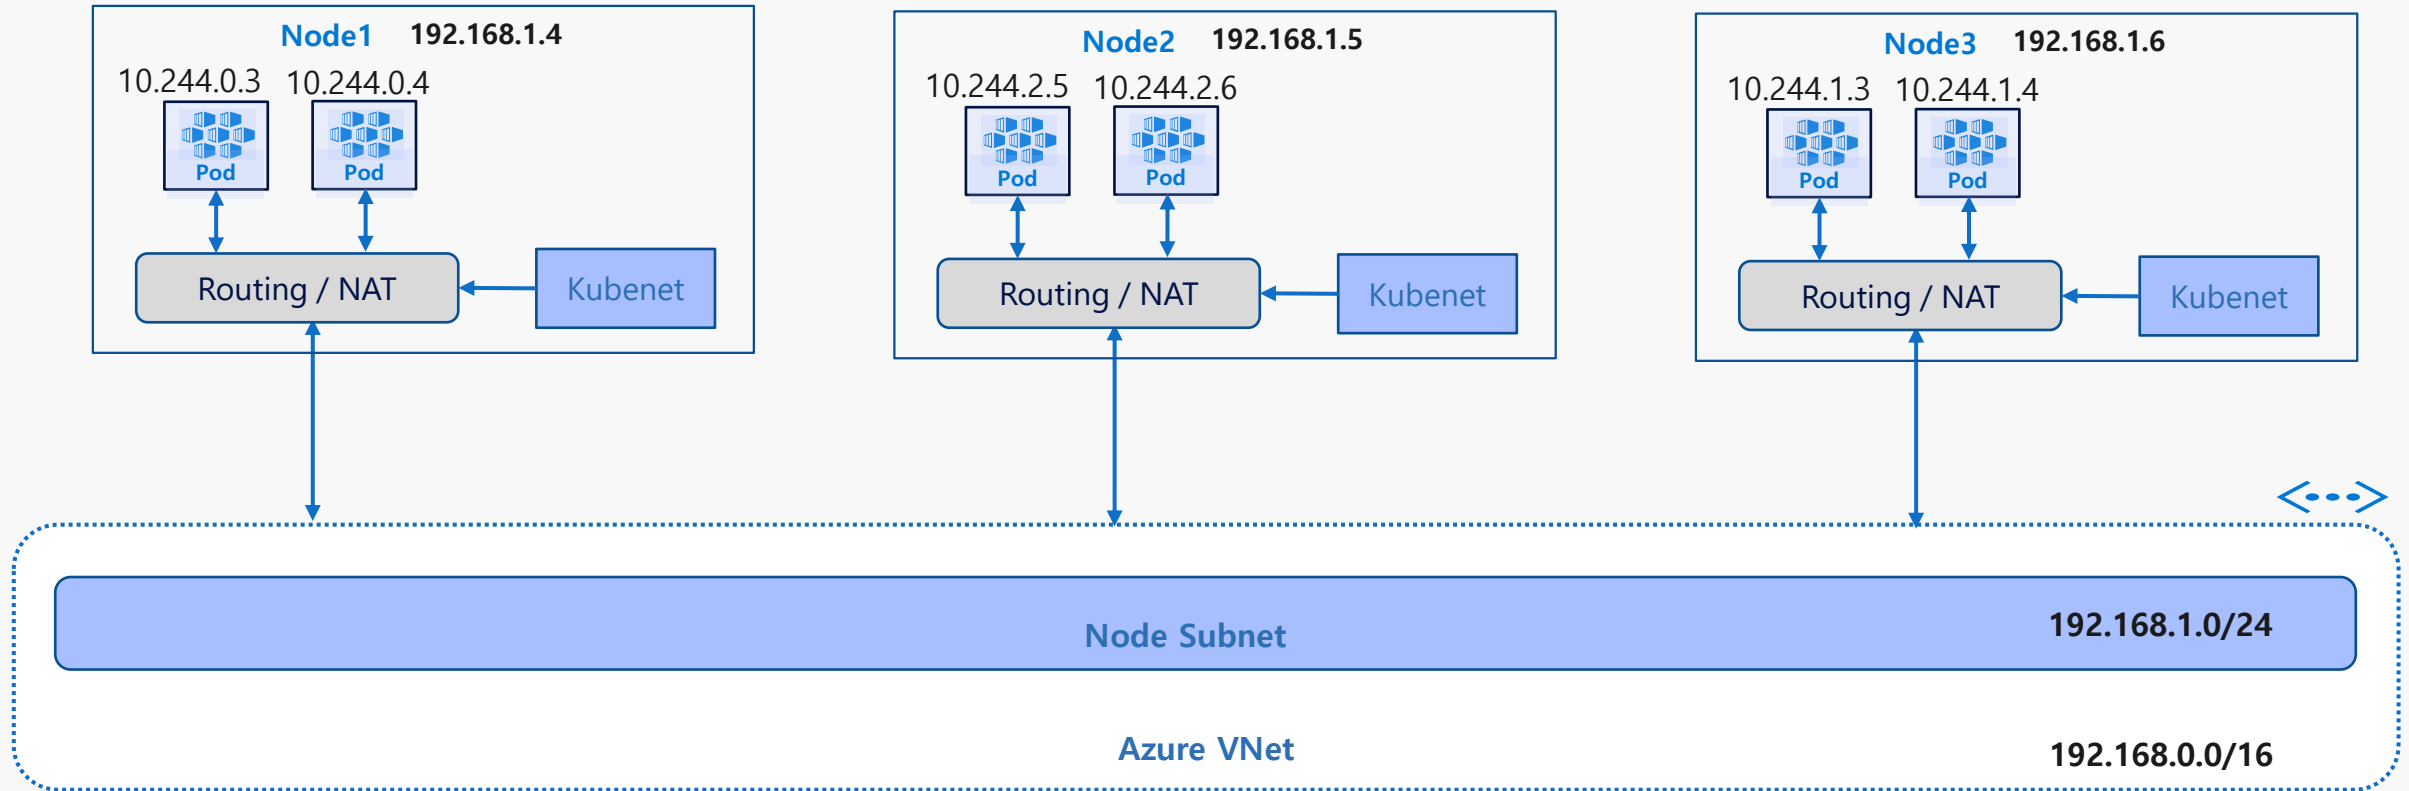 Node1 192.168.1.4
10.244.0.3 10.244.0.4
Pod Pod
Routing / NAT
Kubenet
Node2 192.168.1.5
10.244.2.5 10.244.2.6
Pod Pod
Routing / NAT
Kubenet
Node3 192.168.1.6
10.244.1.3 10.244.1.4
Pod Pod
Routing / NAT
Kubenet
Node Subnet 192.168.1.0/24
Azure VNet 192.168.0.0/16